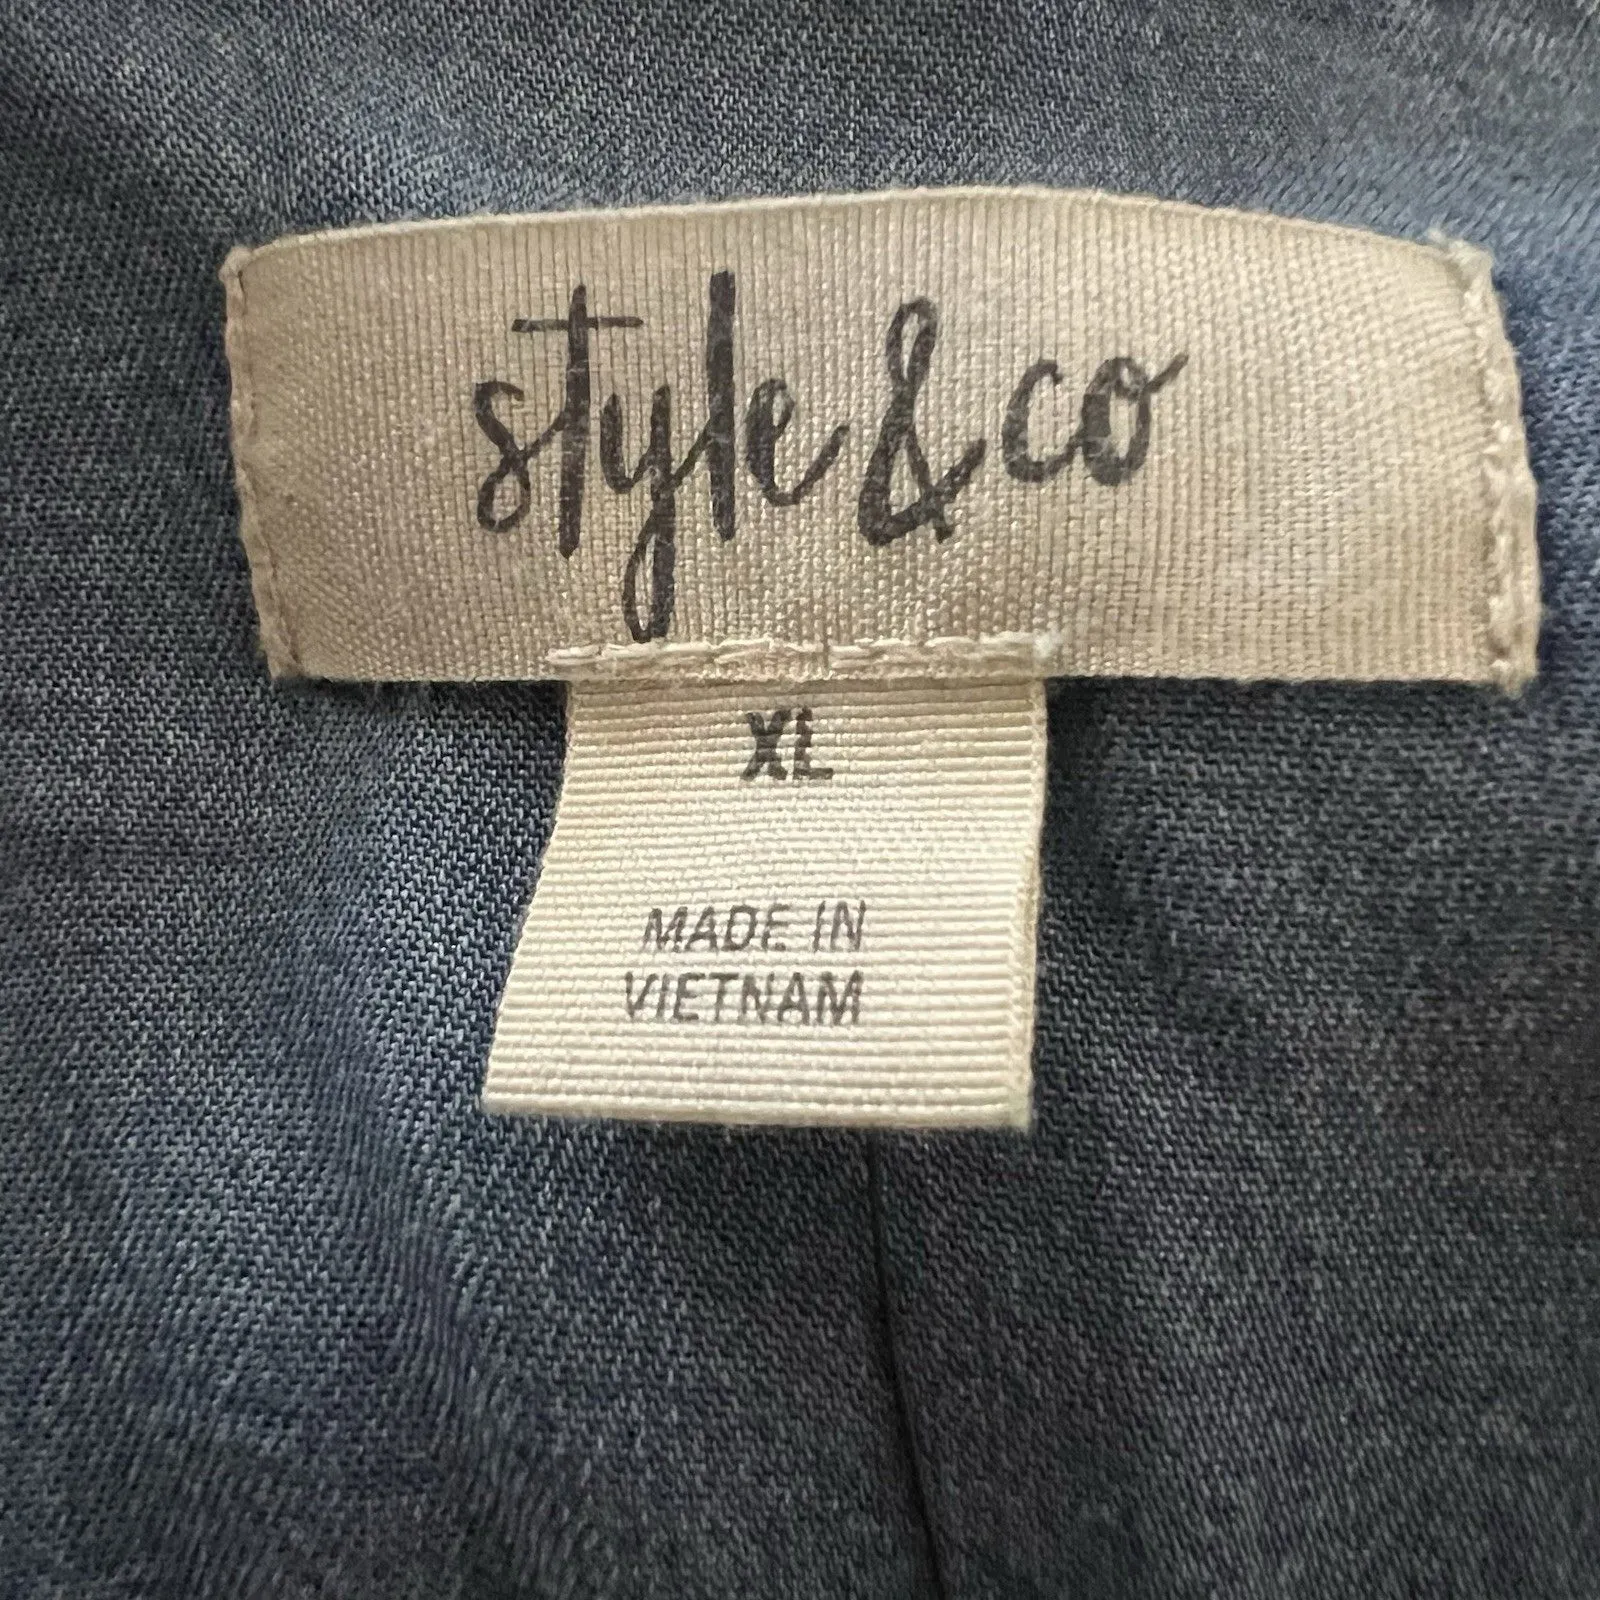 style & co
XL
MADE IN
VIETNAM